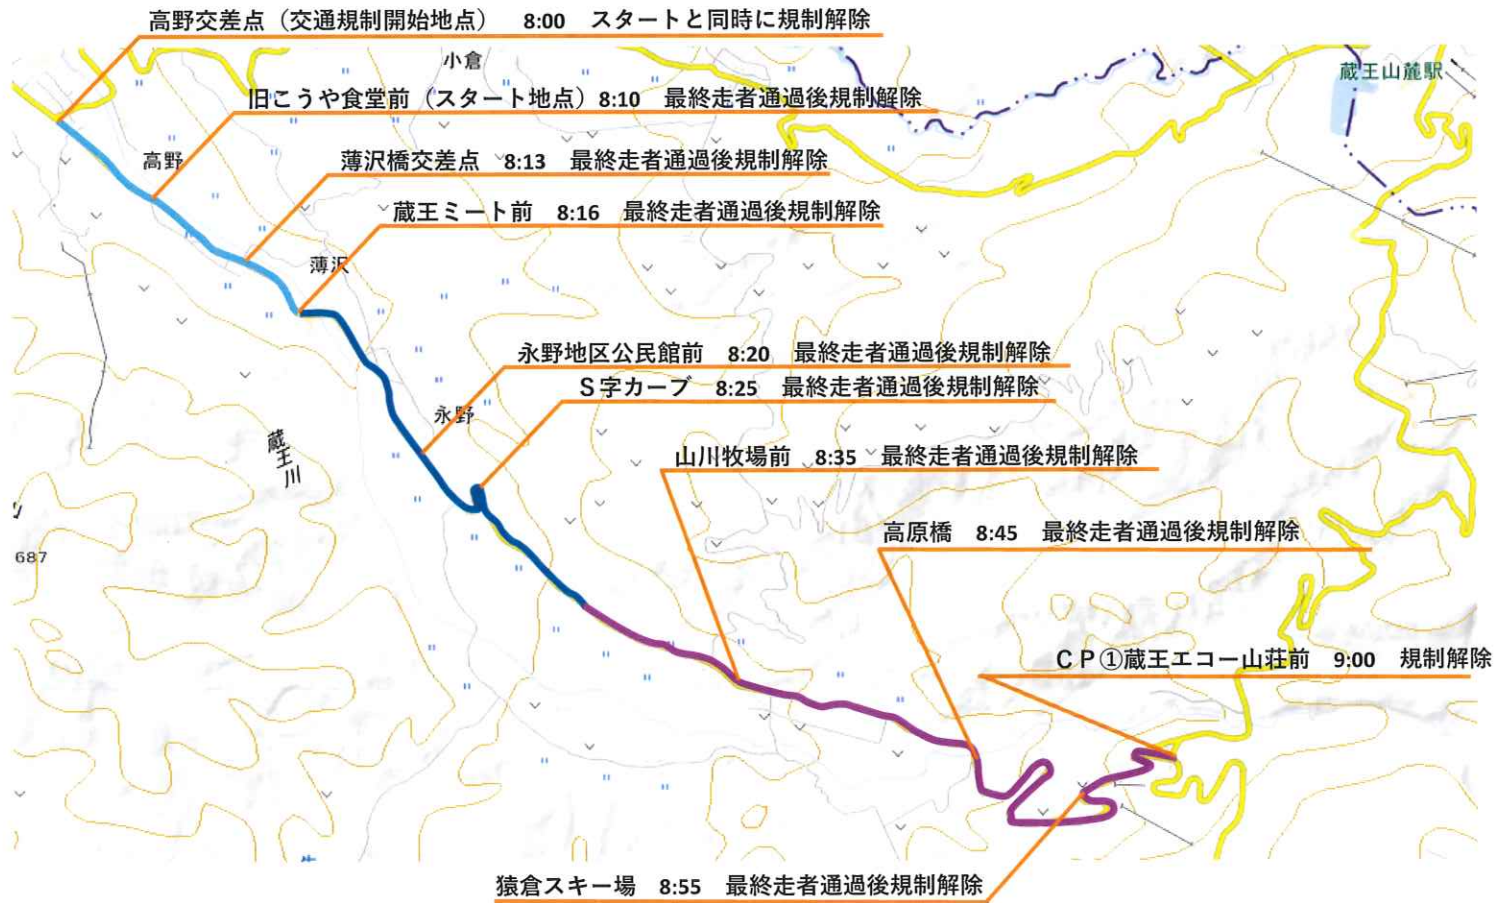 高野交差点（交通規制開始地点）　8:00　スタートと同時に規制解除
小倉
蔵王山麓駅
旧こうや食堂前（スタート地点）8:10　最終走者通過後規制解除
高野
薄沢橋交差点　8:13　最終走者通過後規制解除
蔵王ミート前　8:16　最終走者通過後規制解除
薄沢
永野地区公民館前　8:20　最終走者通過後規制解除
Ｓ字カーブ　8:25　最終走者通過後規制解除
永野
蔵王川
山川牧場前　8:35　最終走者通過後規制解除
高原橋　8:45　最終走者通過後規制解除
687
ＣＰ①蔵王エコー山荘前　9:00　規制解除
猿倉スキー場　8:55　最終走者通過後規制解除